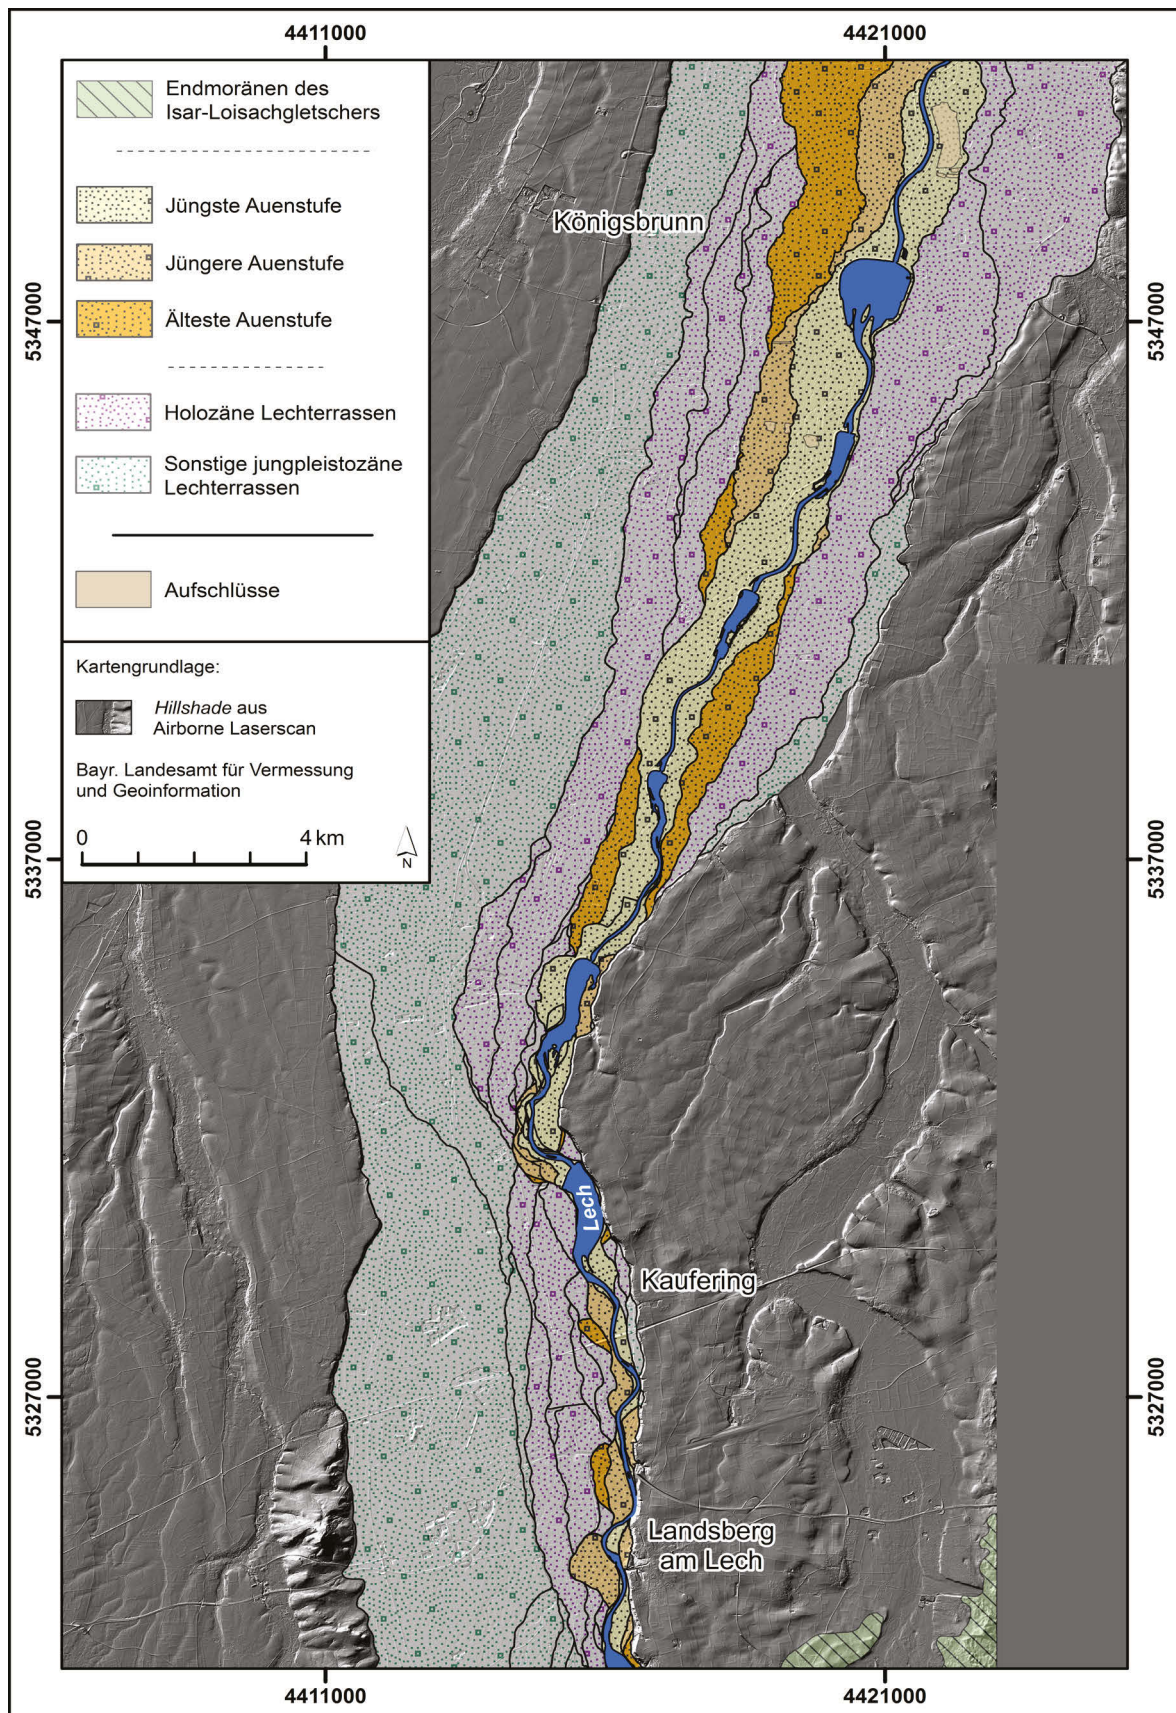 4411000
4421000
Endmoränen des
Isar-Loisachgletschers
Jüngste Auenstufe
Jüngere Auenstufe
Älteste Auenstufe
Holozäne Lechterrassen
Sonstige jungpleistozäne
Lechterrassen
Aufschlüsse
Kartengrundlage:
Hillshade aus
Airborne Laserscan
Bayr. Landesamt für Vermessung
und Geoinformation
0 4 km
N
Königsbrunn
Lech
Kaufering
Landsberg
am Lech
5347000
5337000
5327000
5347000
5337000
5327000
4411000
4421000